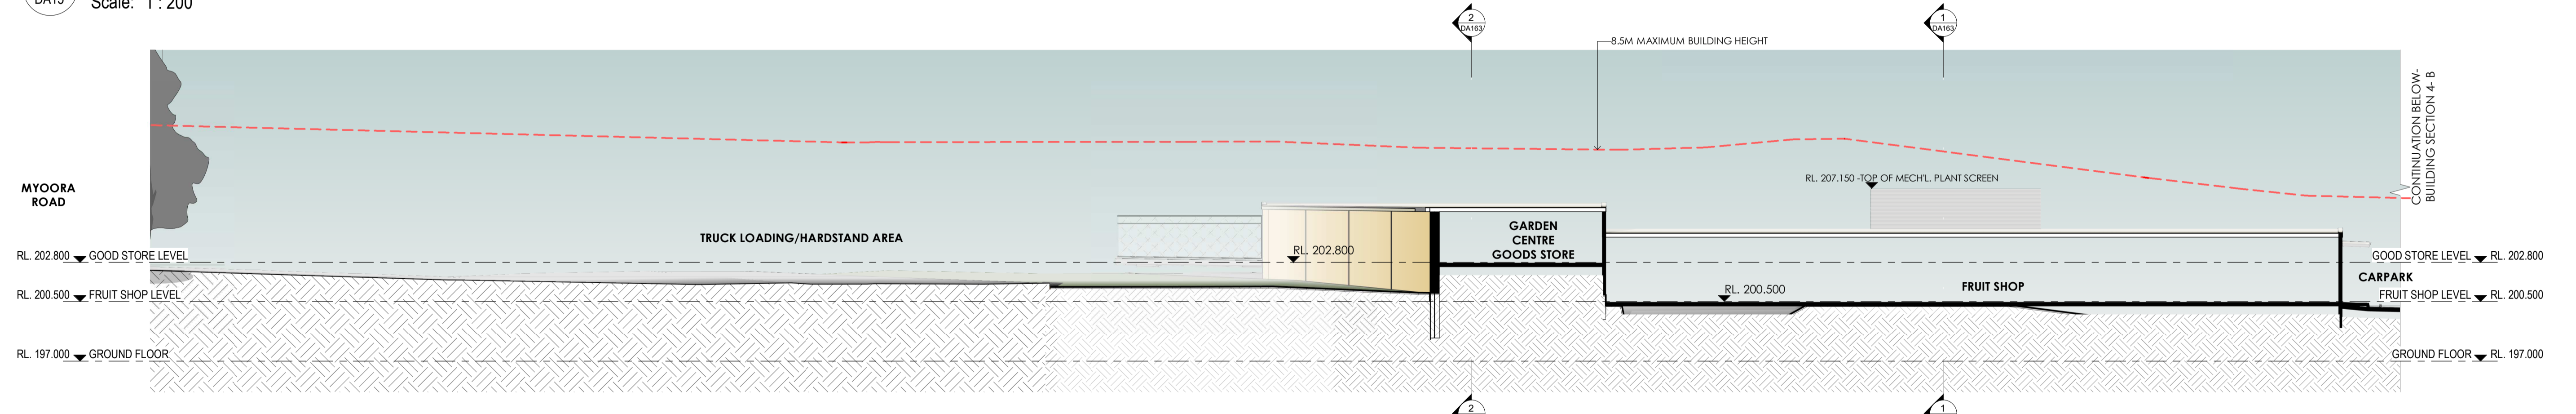 DA15
Scale: 1 : 200
2
DA163
1
DA163
8.5M MAXIMUM BUILDING HEIGHT
CONTINUATION BELOW-
BUILDING SECTION 4- B
MYOORA
ROAD
RL. 207.150 -TOP OF MECH'L. PLANT SCREEN
TRUCK LOADING/HARDSTAND AREA
GARDEN
CENTRE
GOODS STORE
RL. 202.800
RL. 202.800 GOOD STORE LEVEL
GOOD STORE LEVEL RL. 202.800
CARPARK
FRUIT SHOP
RL. 200.500
RL. 200.500 FRUIT SHOP LEVEL
FRUIT SHOP LEVEL RL. 200.500
RL. 197.000 GROUND FLOOR
GROUND FLOOR RL. 197.000
2
1